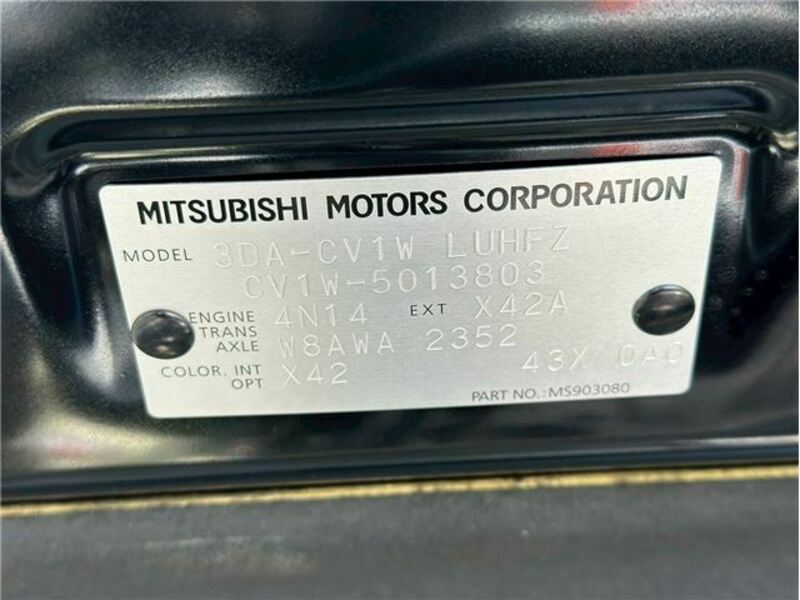 MITSUBISHI MOTORS CORPORATION
MODEL 3DA-CV1W LUHFZ
CV1W-5013803
ENGINE 4N14 EXT X42A
TRANS AXLE W8AWA 2352
COLOR. INT OPT X42 43X 0A0
PART NO.: MS903080